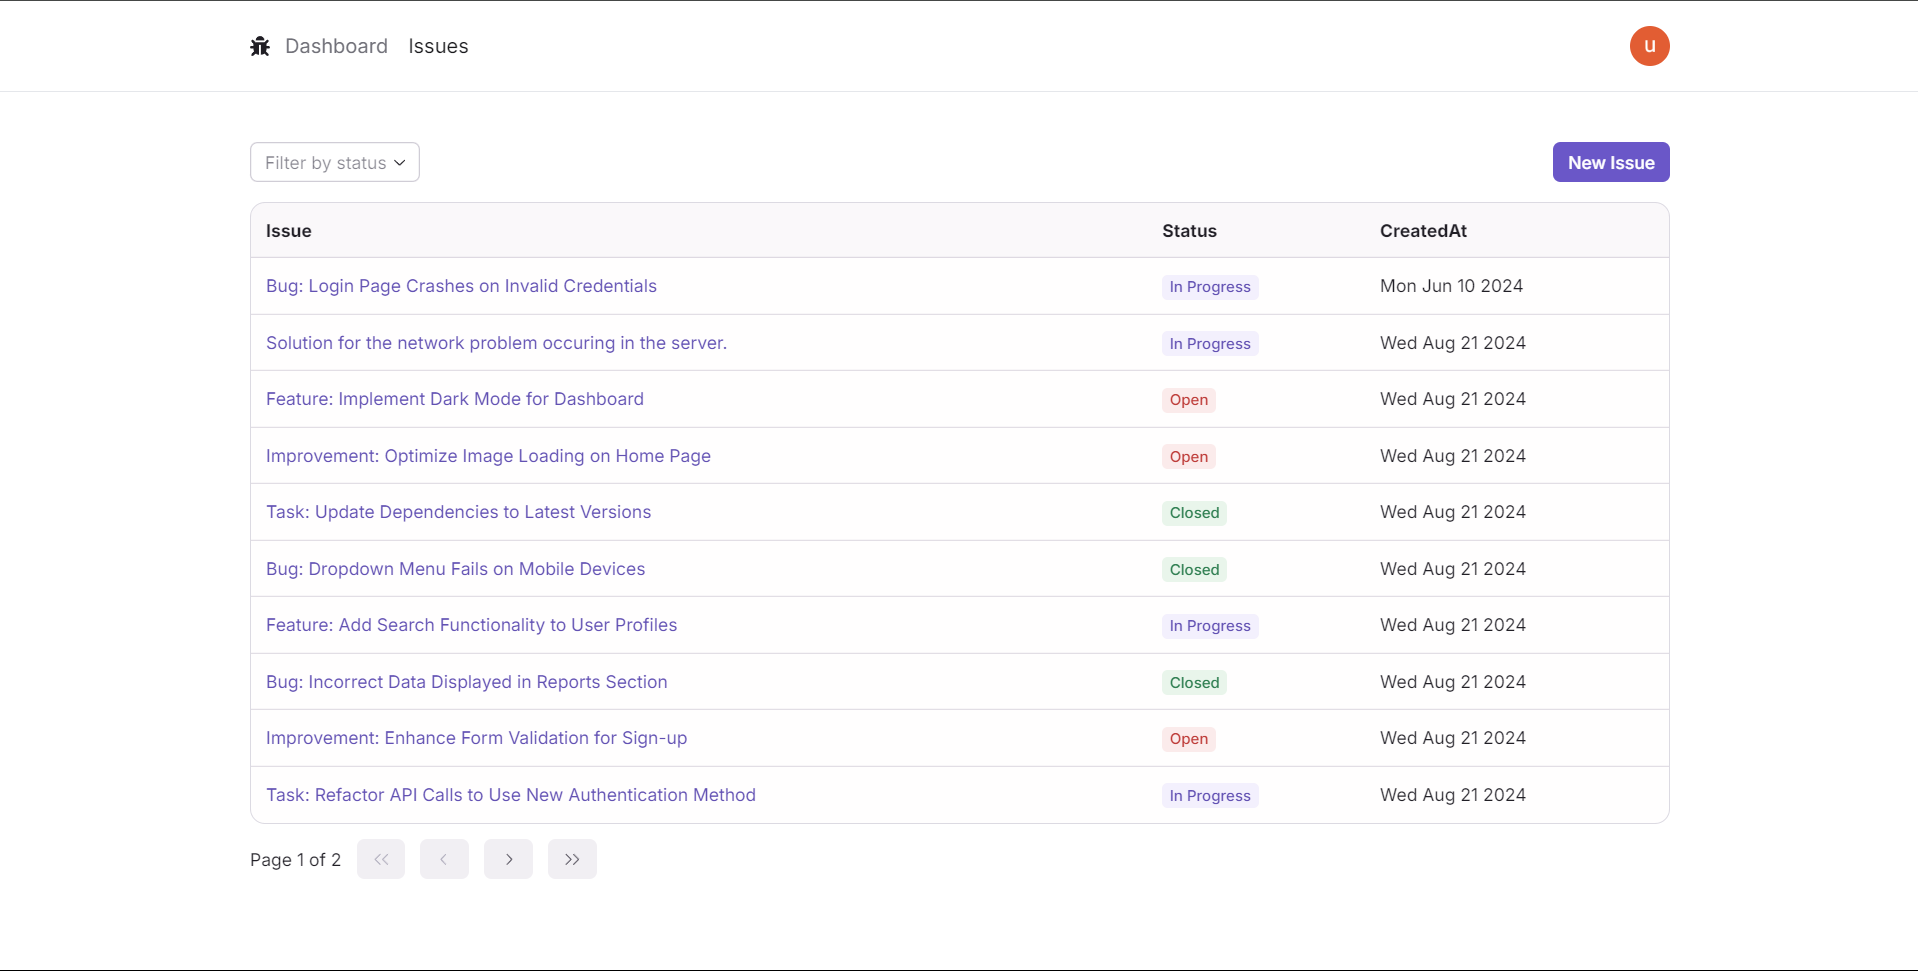 Dashboard Issues
u
Filter by status
New Issue
Issue Status CreatedAt
Bug: Login Page Crashes on Invalid Credentials In Progress Mon Jun 10 2024
Solution for the network problem occuring in the server. In Progress Wed Aug 21 2024
Feature: Implement Dark Mode for Dashboard Open Wed Aug 21 2024
Improvement: Optimize Image Loading on Home Page Open Wed Aug 21 2024
Task: Update Dependencies to Latest Versions Closed Wed Aug 21 2024
Bug: Dropdown Menu Fails on Mobile Devices Closed Wed Aug 21 2024
Feature: Add Search Functionality to User Profiles In Progress Wed Aug 21 2024
Bug: Incorrect Data Displayed in Reports Section Closed Wed Aug 21 2024
Improvement: Enhance Form Validation for Sign-up Open Wed Aug 21 2024
Task: Refactor API Calls to Use New Authentication Method In Progress Wed Aug 21 2024
Page 1 of 2